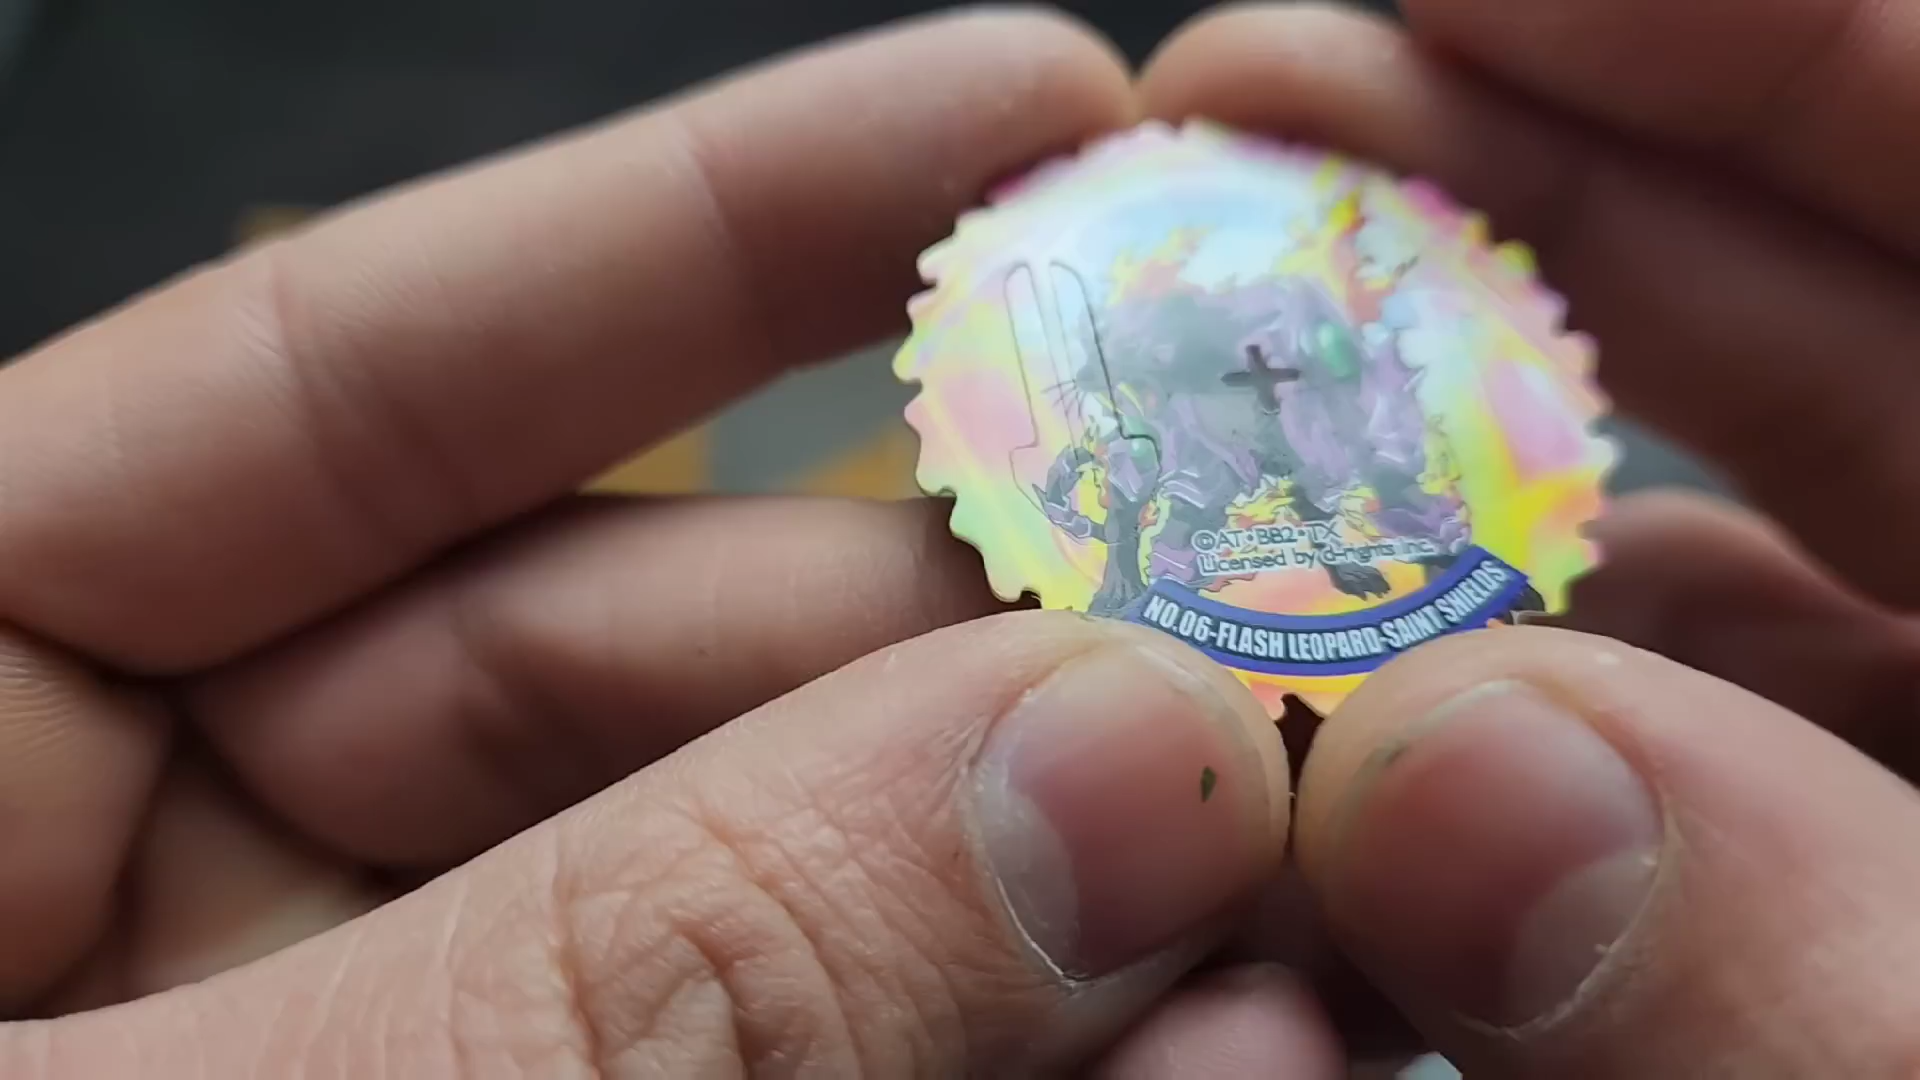 ©AT•BB2•TX
Licensed by d-rights Inc.
NO.06-FLASH LEOPARD-SAINT SHIELDS